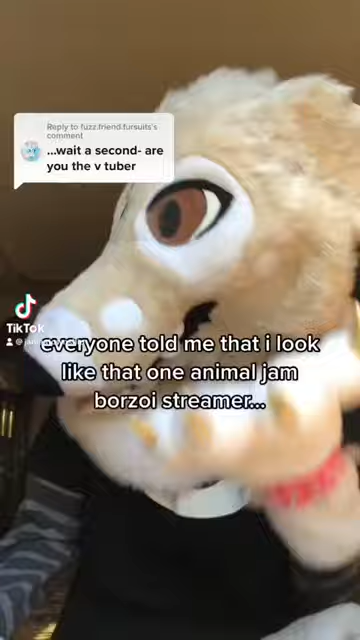 Reply to fuzz.friend.fursuits's
comment
...wait a second- are
you the v tuber
TikTok
everyone told me that i look
like that one animal jam
borzoi streamer...